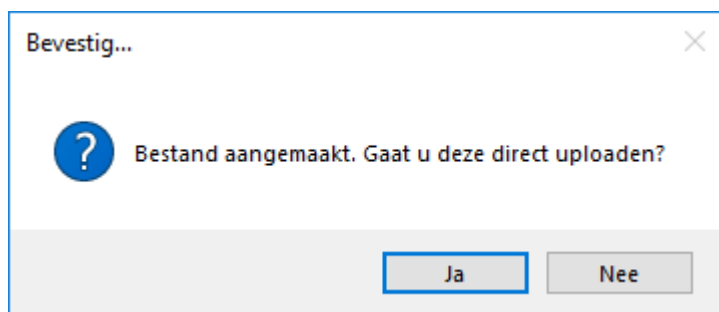 Bevestig...
?
Bestand aangemaakt. Gaat u deze direct uploaden?
Ja
Nee